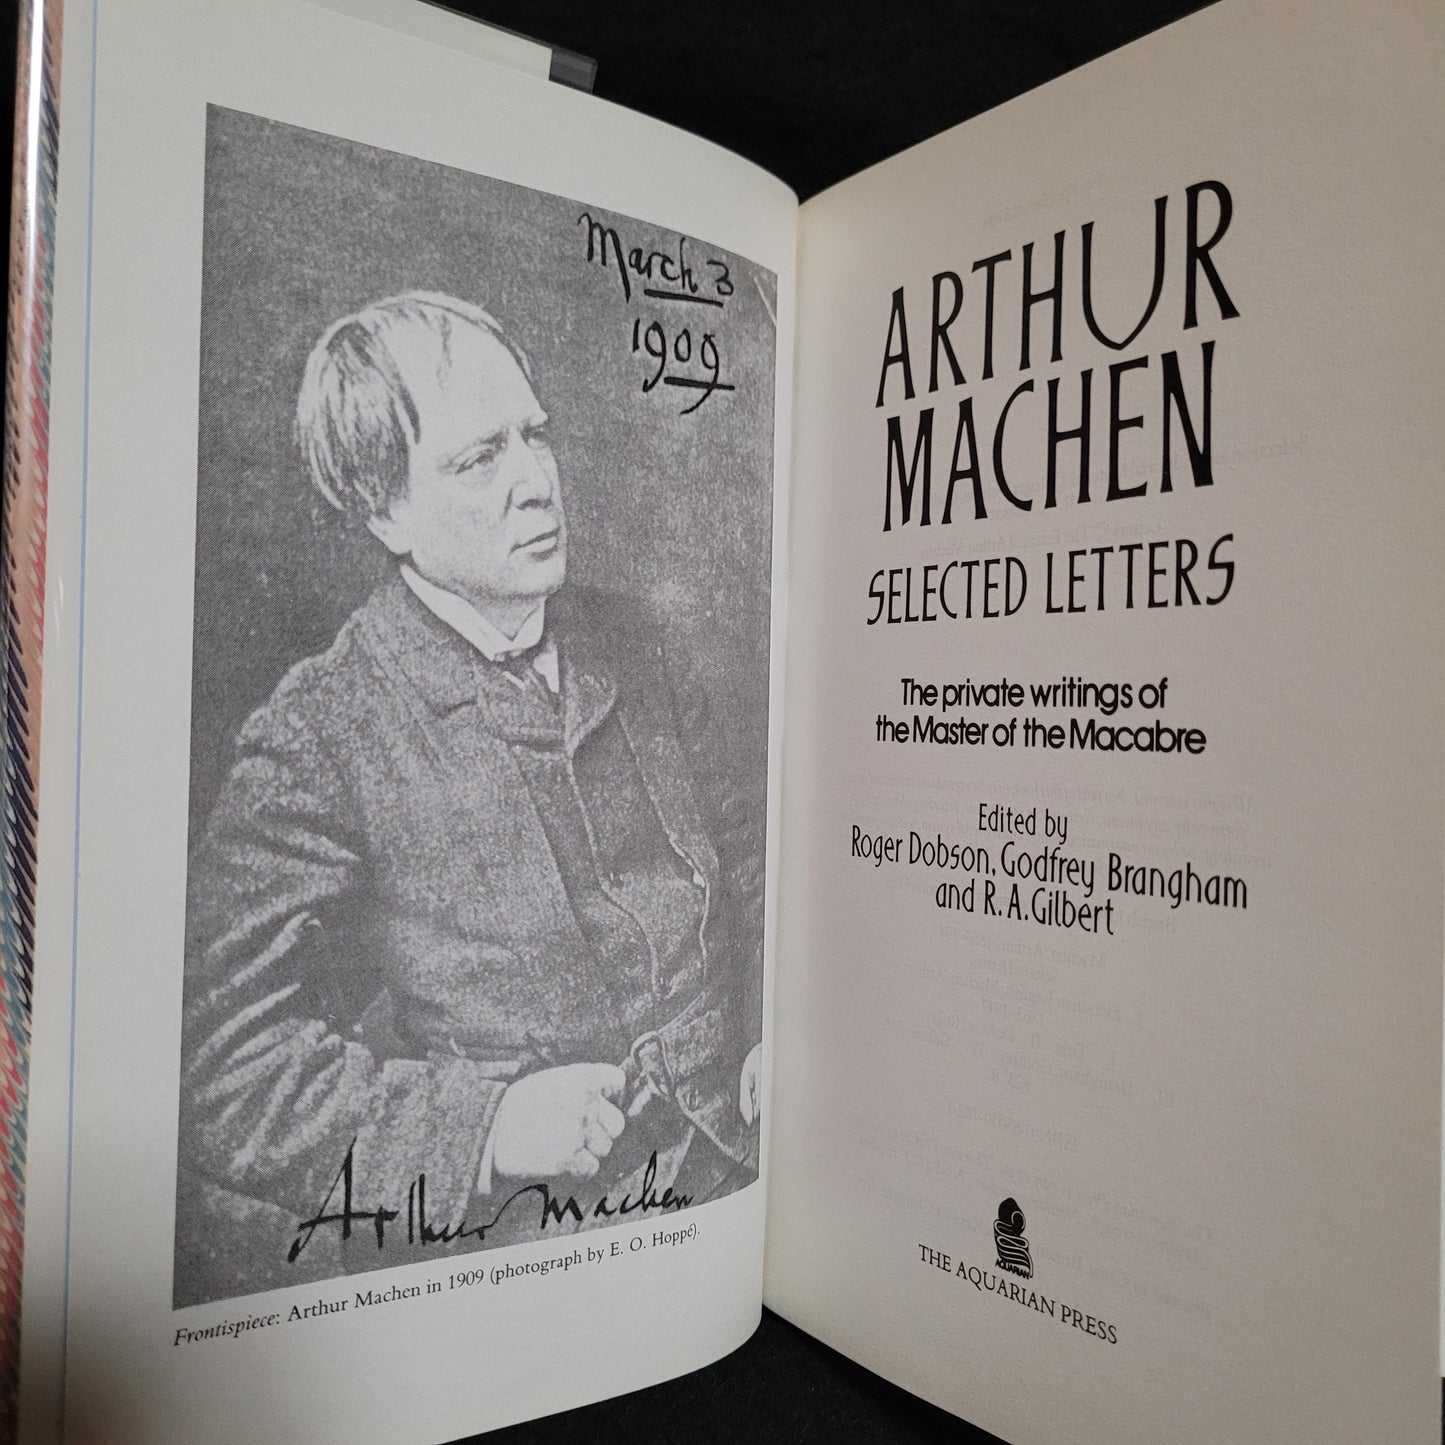 March 3
1909
Arthur Machen
Frontispiece: Arthur Machen in 1909 (photograph by E. O. Hoppé).
ARTHUR
MACHEN
SELECTED LETTERS
The private writings of
the Master of the Macabre
Edited by
Roger Dobson, Godfrey Brangham
and R. A. Gilbert
AQUARIAN
THE AQUARIAN PRESS